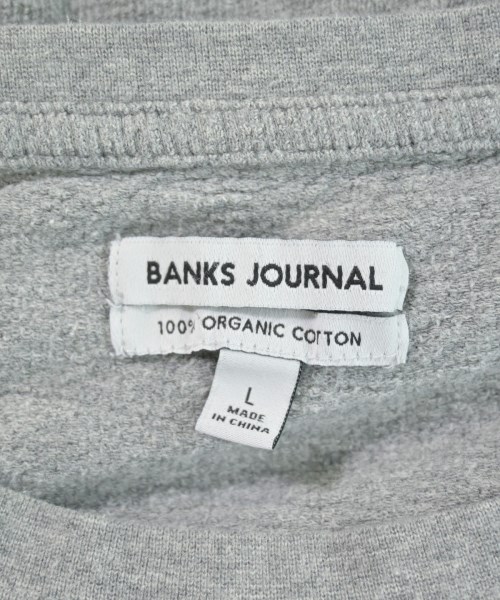 BANKS JOURNAL
100% ORGANIC COTTON
L
MADE
IN CHINA